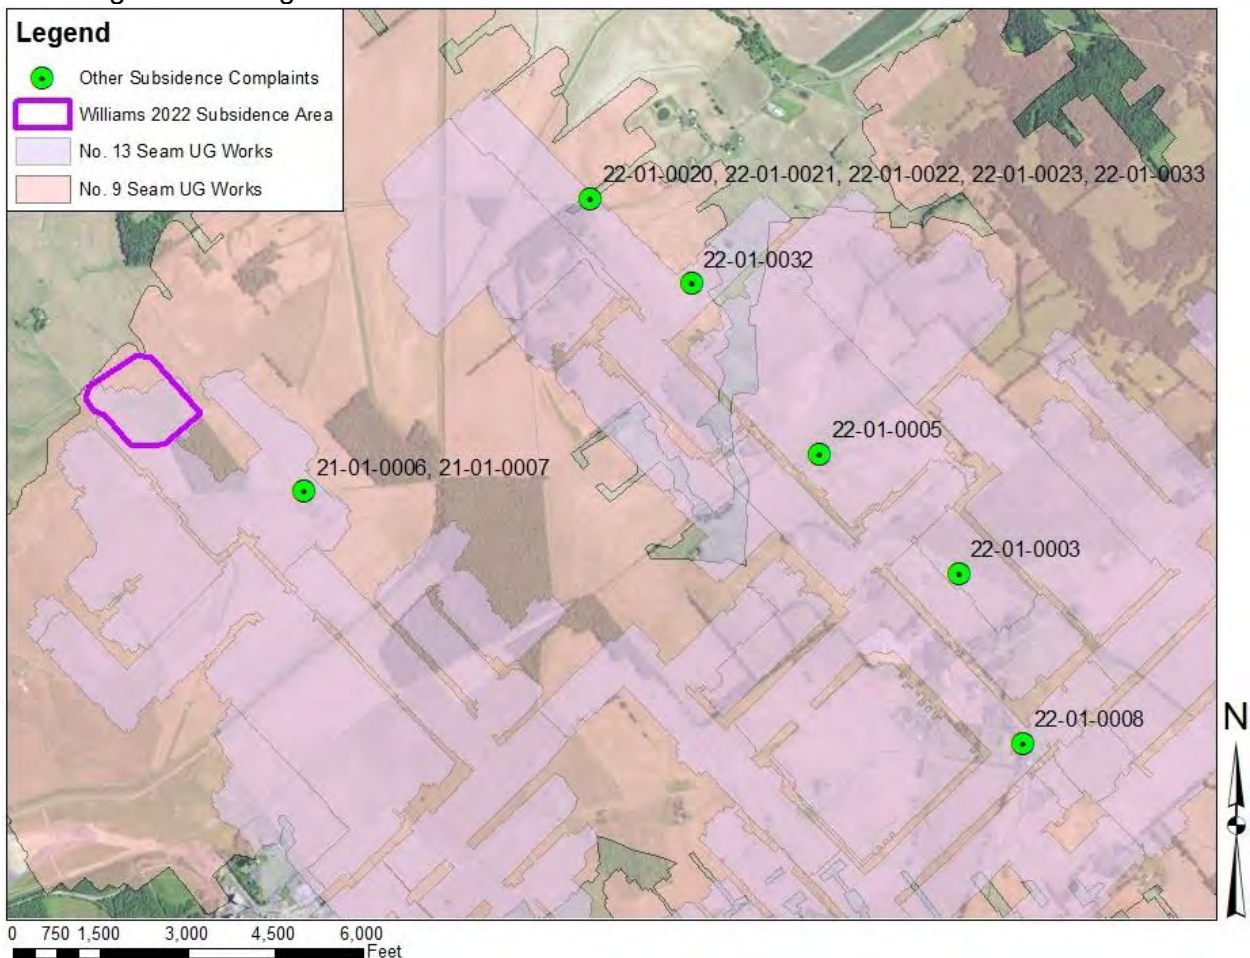 Legend
Other Subsidence Complaints
Williams 2022 Subsidence Area
No. 13 Seam UG Works
No. 9 Seam UG Works
22-01-0020, 22-01-0021, 22-01-0022, 22-01-0023, 22-01-0033
22-01-0032
22-01-0005
21-01-0006, 21-01-0007
22-01-0003
22-01-0008
N
0 750 1,500 3,000 4,500 6,000
Feet